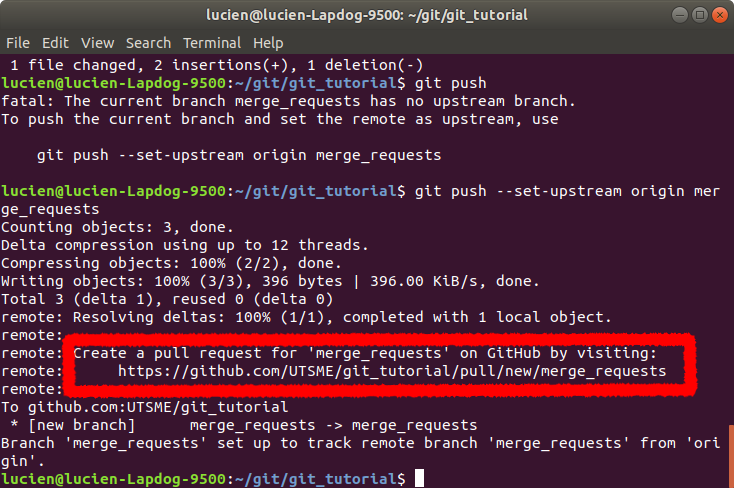 lucien@lucien-Lapdog-9500: ~/git/git_tutorial
File Edit View Search Terminal Help
1 file changed, 2 insertions(+), 1 deletion(-)
lucien@lucien-Lapdog-9500:~/git/git_tutorial$ git push
fatal: The current branch merge_requests has no upstream branch.
To push the current branch and set the remote as upstream, use
git push --set-upstream origin merge_requests
lucien@lucien-Lapdog-9500:~/git/git_tutorial$ git push --set-upstream origin mer
ge_requests
Counting objects: 3, done.
Delta compression using up to 12 threads.
Compressing objects: 100% (2/2), done.
Writing objects: 100% (3/3), 396 bytes | 396.00 KiB/s, done.
Total 3 (delta 1), reused 0 (delta 0)
remote: Resolving deltas: 100% (1/1), completed with 1 local object.
remote:
remote: Create a pull request for 'merge_requests' on GitHub by visiting:
remote:      https://github.com/UTSME/git_tutorial/pull/new/merge_requests
remote:
To github.com:UTSME/git_tutorial
* [new branch]      merge_requests -> merge_requests
Branch 'merge_requests' set up to track remote branch 'merge_requests' from 'ori
gin'.
lucien@lucien-Lapdog-9500:~/git/git_tutorial$